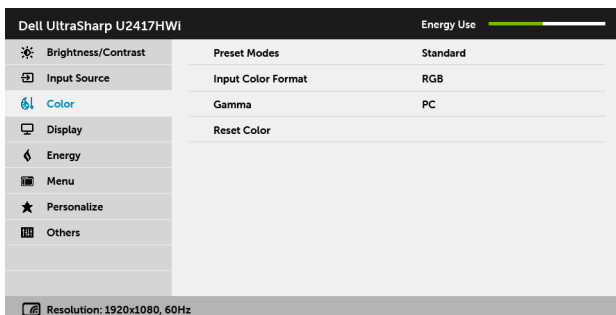 Dell UltraSharp U2417HWi
Energy Use
Brightness/Contrast
Input Source
Color
Display
Energy
Menu
Personalize
Others
Preset Modes Standard
Input Color Format RGB
Gamma PC
Reset Color
Resolution: 1920x1080, 60Hz